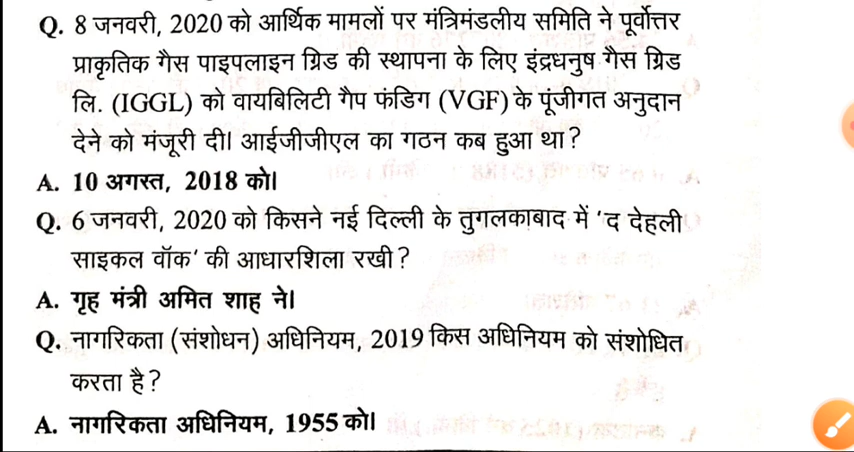 Q. 8 जनवरी, 2020 को आर्थिक मामलों पर मंत्रिमंडलीय समिति ने पूर्वोत्तर
प्राकृतिक गैस पाइपलाइन ग्रिड की स्थापना के लिए इंद्रधनुष गैस ग्रिड
लि. (IGGL) को वायबिलिटी गैप फंडिग (VGF) के पूंजीगत अनुदान
देने को मंजूरी दी। आईजीजीएल का गठन कब हुआ था?
A. 10 अगस्त, 2018 को।
Q. 6 जनवरी, 2020 को किसने नई दिल्ली के तुगलकाबाद में 'द देहली
साइकल वॉक' की आधारशिला रखी?
A. गृह मंत्री अमित शाह ने।
Q. नागरिकता (संशोधन) अधिनियम, 2019 किस अधिनियम को संशोधित
करता है?
A. नागरिकता अधिनियम, 1955 को।